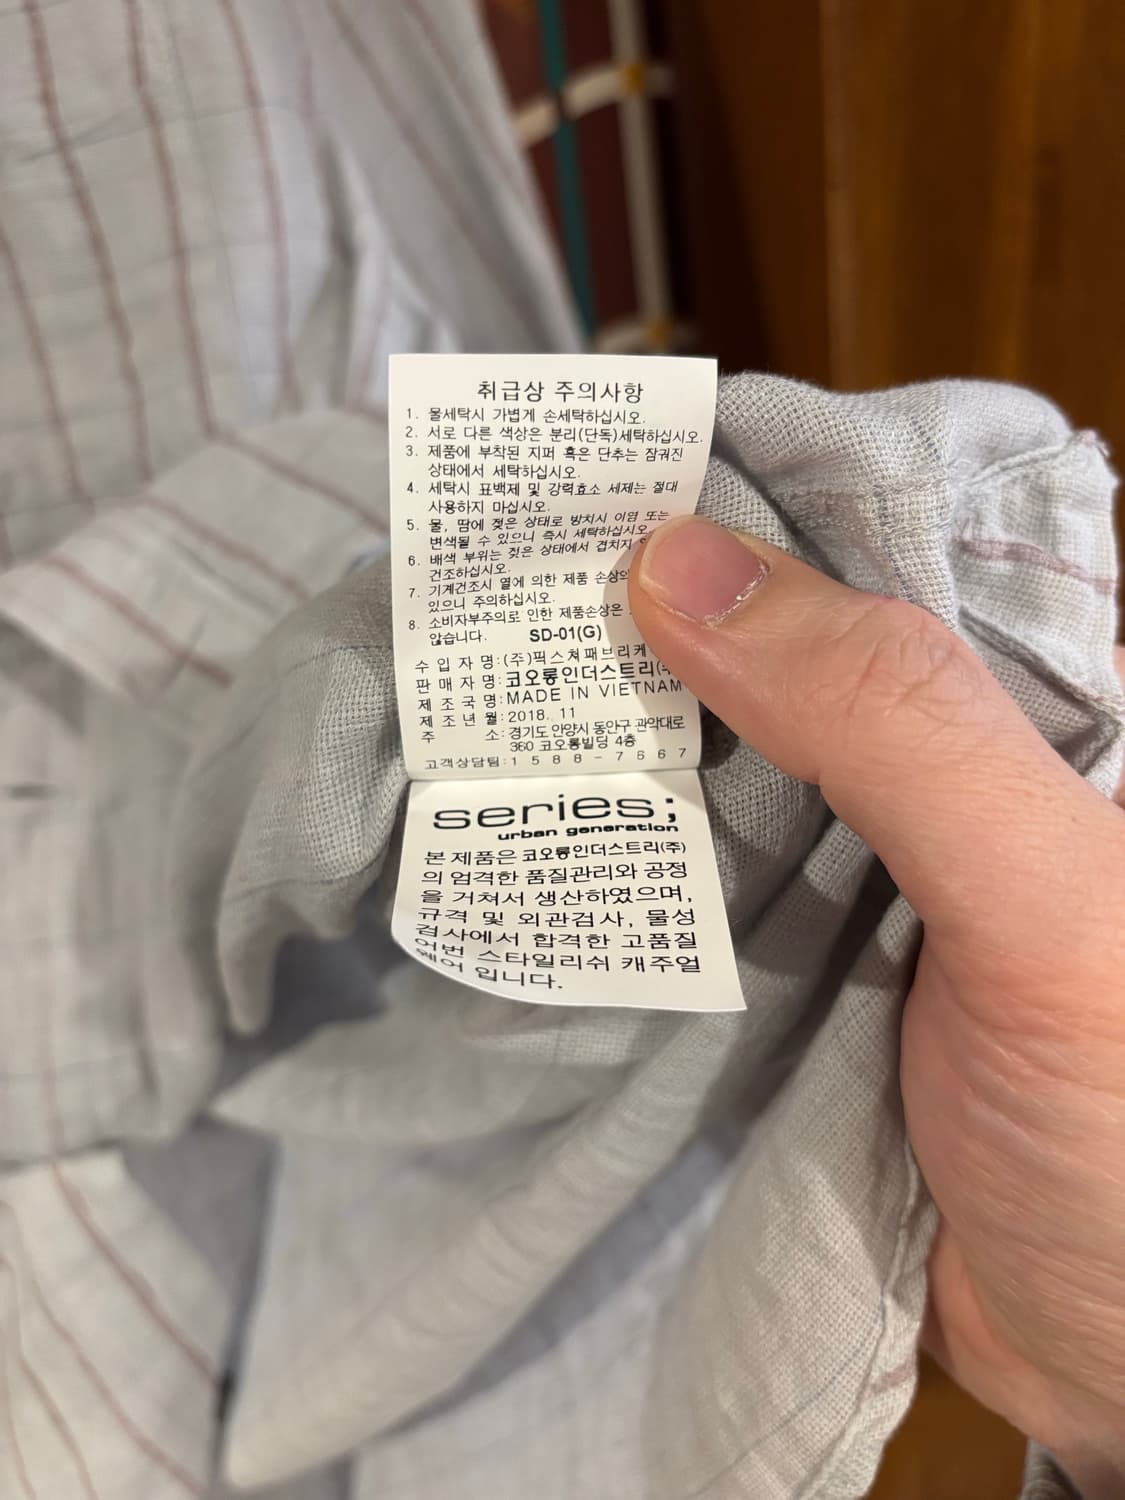 취급상 주의사항
1. 물세탁시 가볍게 손세탁하십시오.
2. 서로 다른 색상은 분리(단독)세탁하십시오.
3. 제품에 부착된 지퍼 혹은 단추는 잠궈진
상태에서 세탁하십시오.
4. 세탁시 표백제 및 강력효소 세제는 절대
사용하지 마십시오.
5. 물, 땀에 젖은 상태로 방치시 이염 또는
변색될 수 있으니 즉시 세탁하십시오.
6. 배색 부위는 젖은 상태에서 겹치지
건조하십시오.
7. 기계건조시 열에 의한 제품
있으니 주의하십시오.
8. 소비자부주의로 인한 제품손상은
않습니다. SD-01(G)
수 입 자 명:(주)픽스쳐패브리케
판 매 자 명:코오롱인더스트리
제 조 국 명:MADE IN VIETNAM
제 조 년 월:2018. 11
주 소:경기도 안양시 동안구 관악대로
360 코오롱빌딩 4층
고객상담팀:1 5 8 8 - 7 6 6 7
series;
urban generation
본 제품은 코오롱인더스트리(주)
의 엄격한 품질관리와 공정
을 거쳐서 생산하였으며,
규격 및 외관검사, 물성
검사에서 합격한 고품질
어번 스타일리쉬 캐주얼
웨어 입니다.